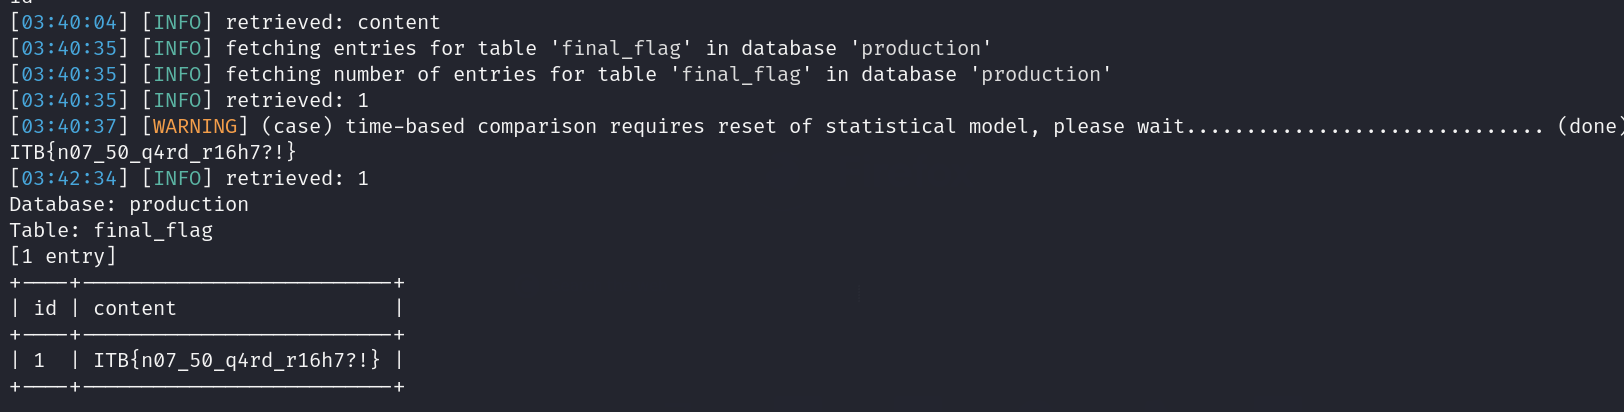 [03:40:04] [INFO] retrieved: content
[03:40:35] [INFO] fetching entries for table 'final_flag' in database 'production'
[03:40:35] [INFO] fetching number of entries for table 'final_flag' in database 'production'
[03:40:35] [INFO] retrieved: 1
[03:40:37] [WARNING] (case) time-based comparison requires reset of statistical model, please wait.............................. (done)
ITB{n07_50_q4rd_r16h7?!}
[03:42:34] [INFO] retrieved: 1
Database: production
Table: final_flag
[1 entry]
+----+--------------------------+
| id | content                  |
+----+--------------------------+
| 1  | ITB{n07_50_q4rd_r16h7?!} |
+----+--------------------------+